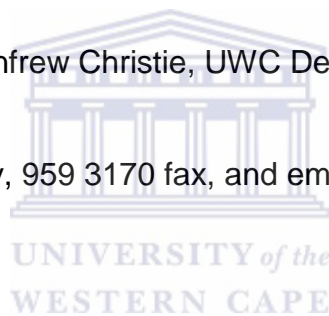 nfrew Christie, UWC De
, 959 3170 fax, and em
UNIVERSITY of the
WESTERN CAPE